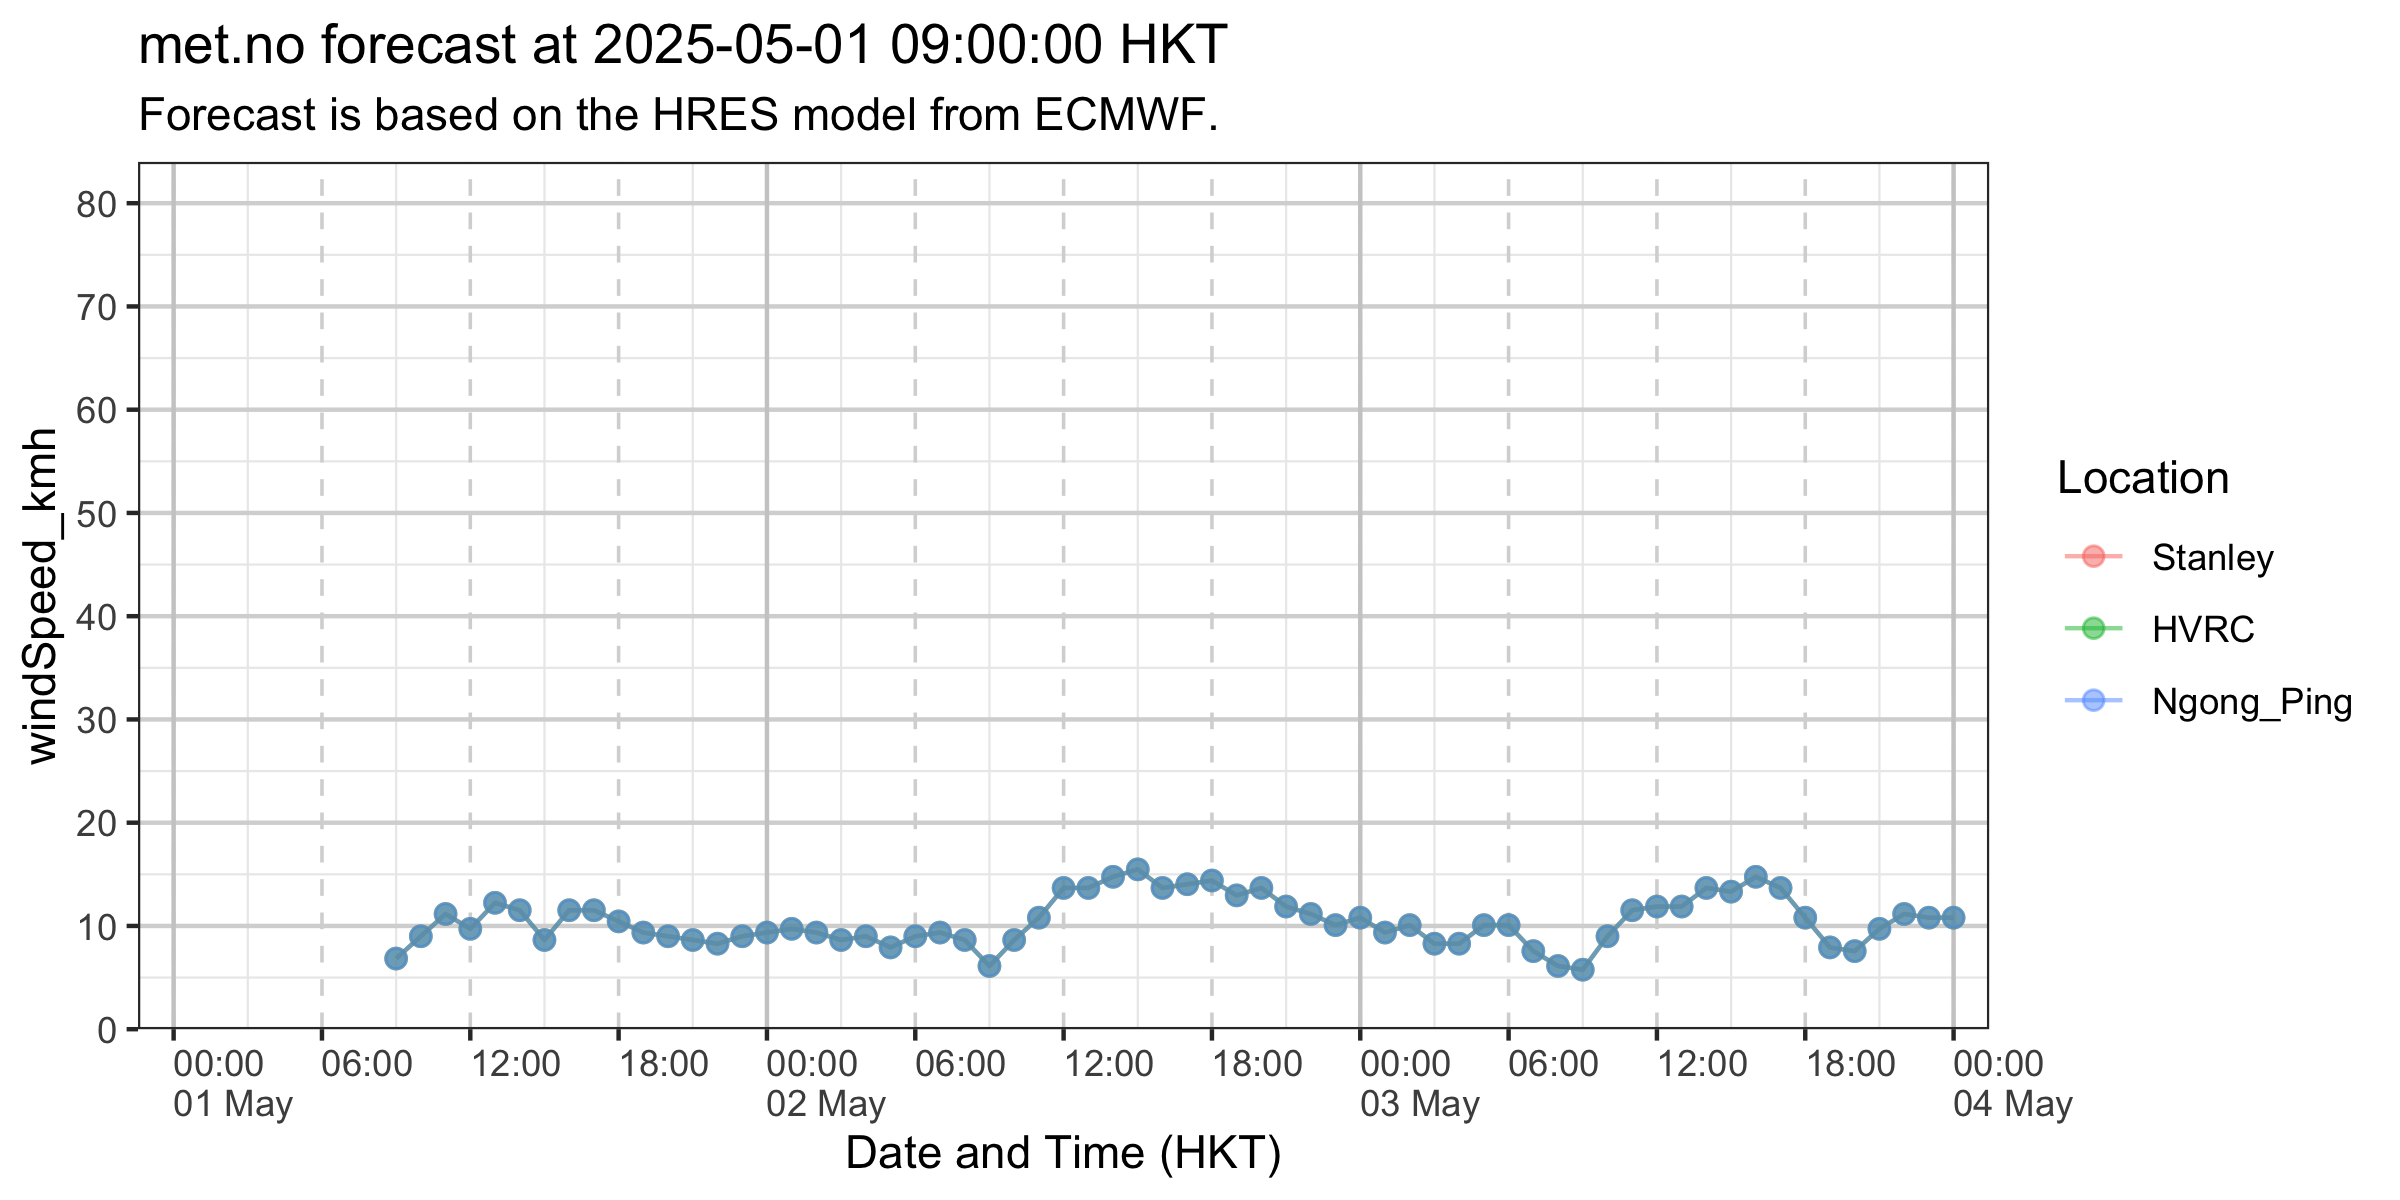 met.no forecast at 2025-05-01 09:00:00 HKT
Forecast is based on the HRES model from ECMWF.
windSpeed_kmh
80
70
60
50
40
30
20
10
0
00:00 06:00 12:00 18:00 00:00 06:00 12:00 18:00 00:00 06:00 12:00 18:00 00:00
01 May 02 May 03 May 04 May
Date and Time (HKT)
Location
Stanley
HVRC
Ngong_Ping